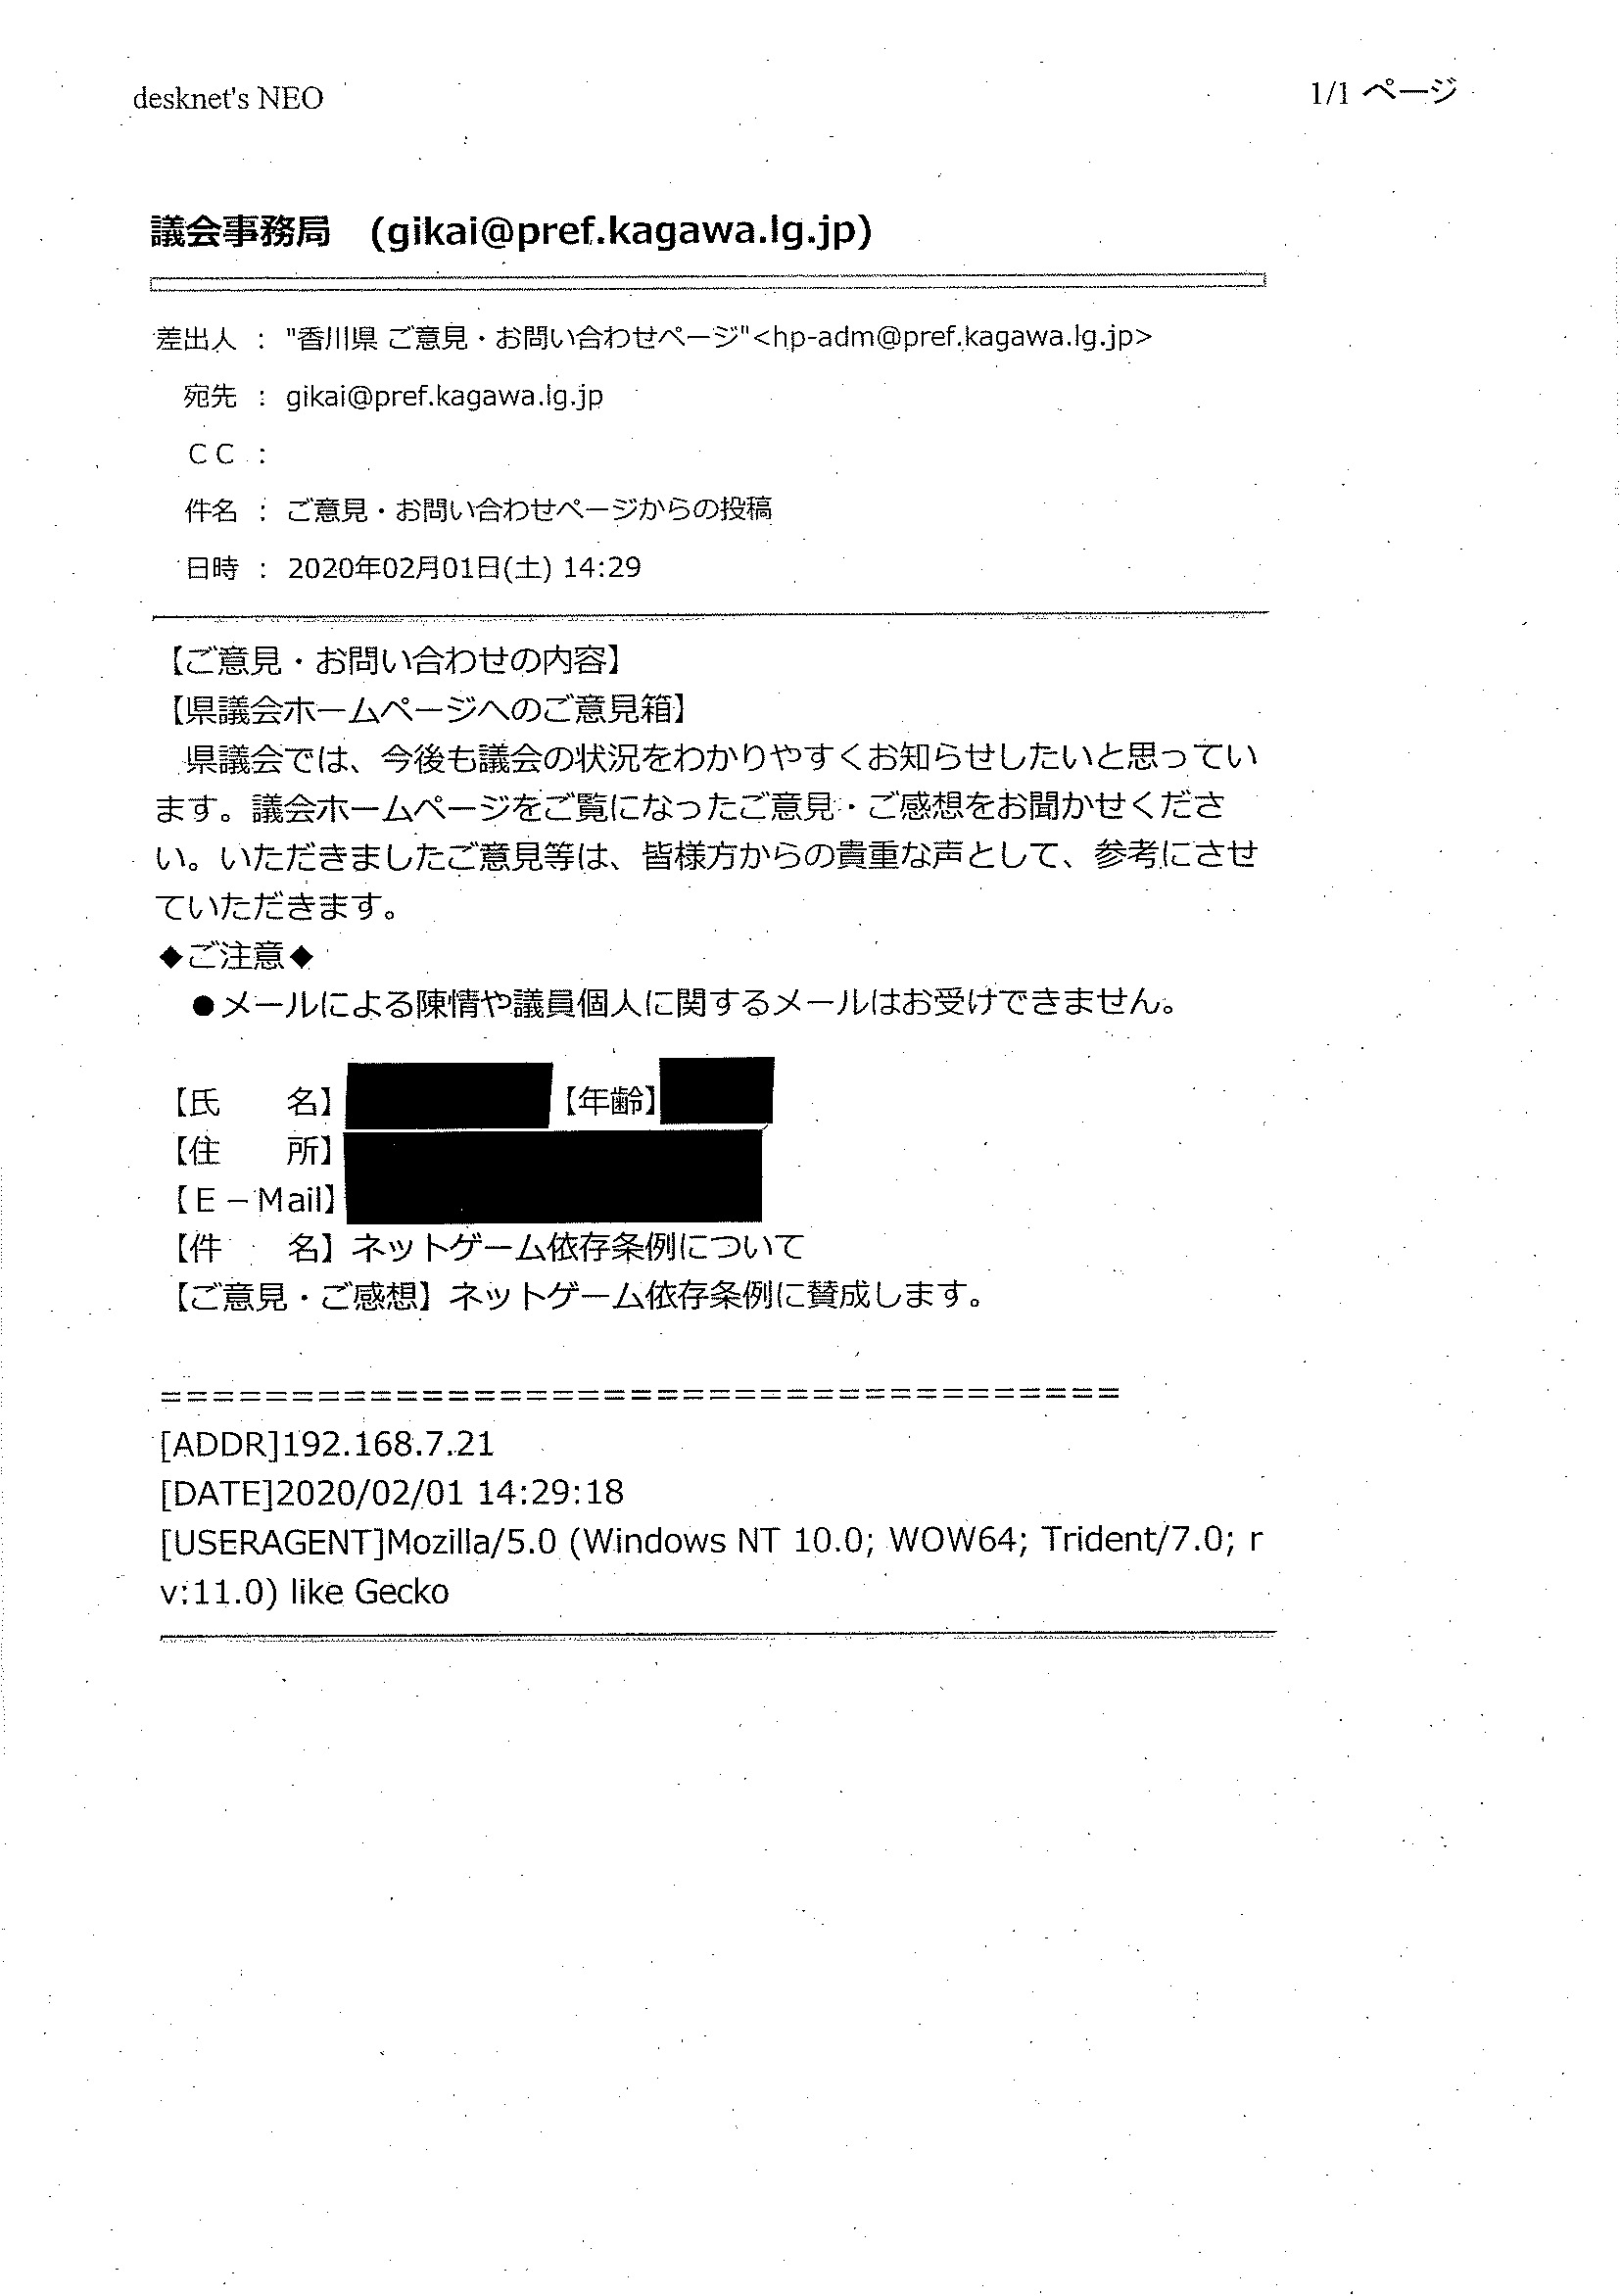 desknet's NEO
1/1 ページ
議会事務局　(gikai@pref.kagawa.lg.jp)
差出人 : "香川県 ご意見・お問い合わせページ"<hp-adm@pref.kagawa.lg.jp>
宛先 : gikai@pref.kagawa.lg.jp
ＣＣ :
件名 : ご意見・お問い合わせページからの投稿
日時 : 2020年02月01日(土) 14:29
【ご意見・お問い合わせの内容】
【県議会ホームページへのご意見箱】
　県議会では、今後も議会の状況をわかりやすくお知らせしたいと思ってい
ます。議会ホームページをご覧になったご意見・ご感想をお聞かせくださ
い。いただきましたご意見等は、皆様方からの貴重な声として、参考にさせ
ていただきます。
◆ご注意◆
　●メールによる陳情や議員個人に関するメールはお受けできません。
【氏　　名】 【年齢】
【住　　所】
【Ｅ－Mail】
【件　　名】ネットゲーム依存条例について
【ご意見・ご感想】ネットゲーム依存条例に賛成します。
=====================================
[ADDR]192.168.7.21
[DATE]2020/02/01 14:29:18
[USERAGENT]Mozilla/5.0 (Windows NT 10.0; WOW64; Trident/7.0; r
v:11.0) like Gecko